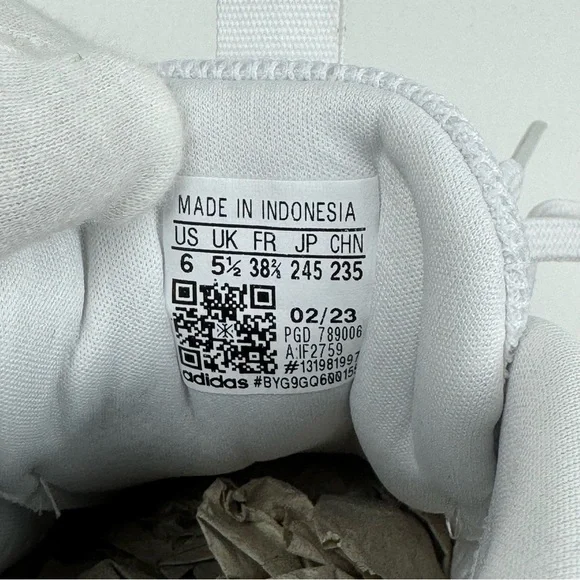 MADE IN INDONESIA
US UK FR JP CHN
6 5½ 38⅔ 245 235
02/23
PGD 789006
A:IF2759
#131981997
adidas #BYG9GQ600155